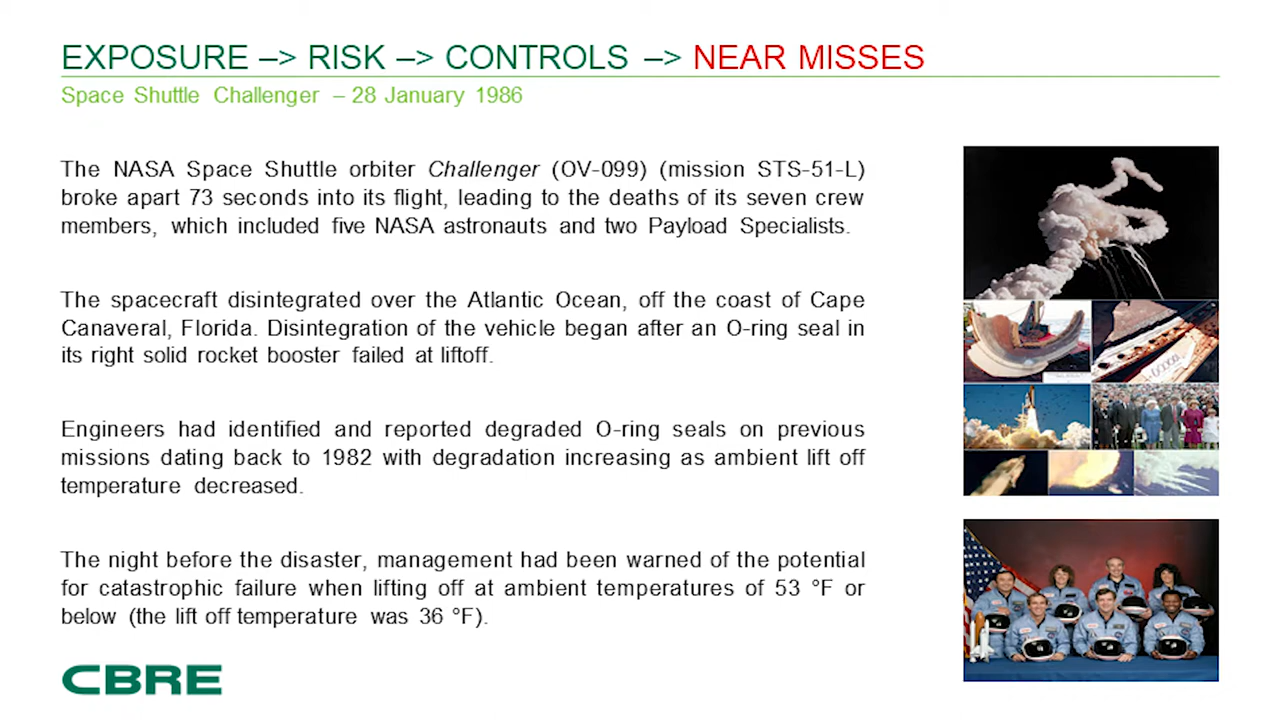 EXPOSURE –> RISK –> CONTROLS –> NEAR MISSES
Space Shuttle Challenger – 28 January 1986
The NASA Space Shuttle orbiter Challenger (OV-099) (mission STS-51-L)
broke apart 73 seconds into its flight, leading to the deaths of its seven crew
members, which included five NASA astronauts and two Payload Specialists.
The spacecraft disintegrated over the Atlantic Ocean, off the coast of Cape
Canaveral, Florida. Disintegration of the vehicle began after an O-ring seal in
its right solid rocket booster failed at liftoff.
Engineers had identified and reported degraded O-ring seals on previous
missions dating back to 1982 with degradation increasing as ambient lift off
temperature decreased.
The night before the disaster, management had been warned of the potential
for catastrophic failure when lifting off at ambient temperatures of 53 °F or
below (the lift off temperature was 36 °F).
CBRE